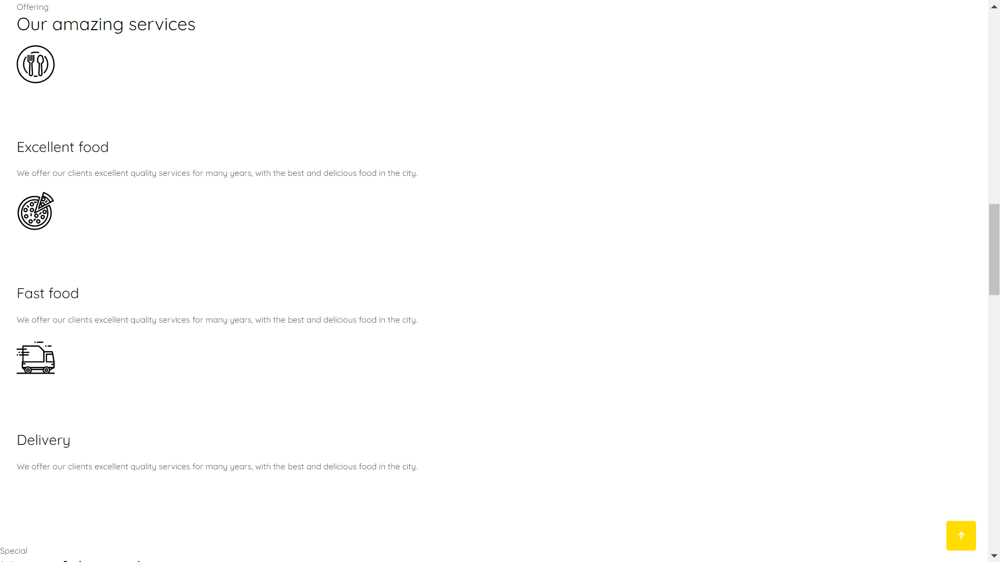 Offering
Our amazing services
Excellent food
We offer our clients excellent quality services for many years, with the best and delicious food in the city.
Fast food
We offer our clients excellent quality services for many years, with the best and delicious food in the city.
Delivery
We offer our clients excellent quality services for many years, with the best and delicious food in the city.
Special